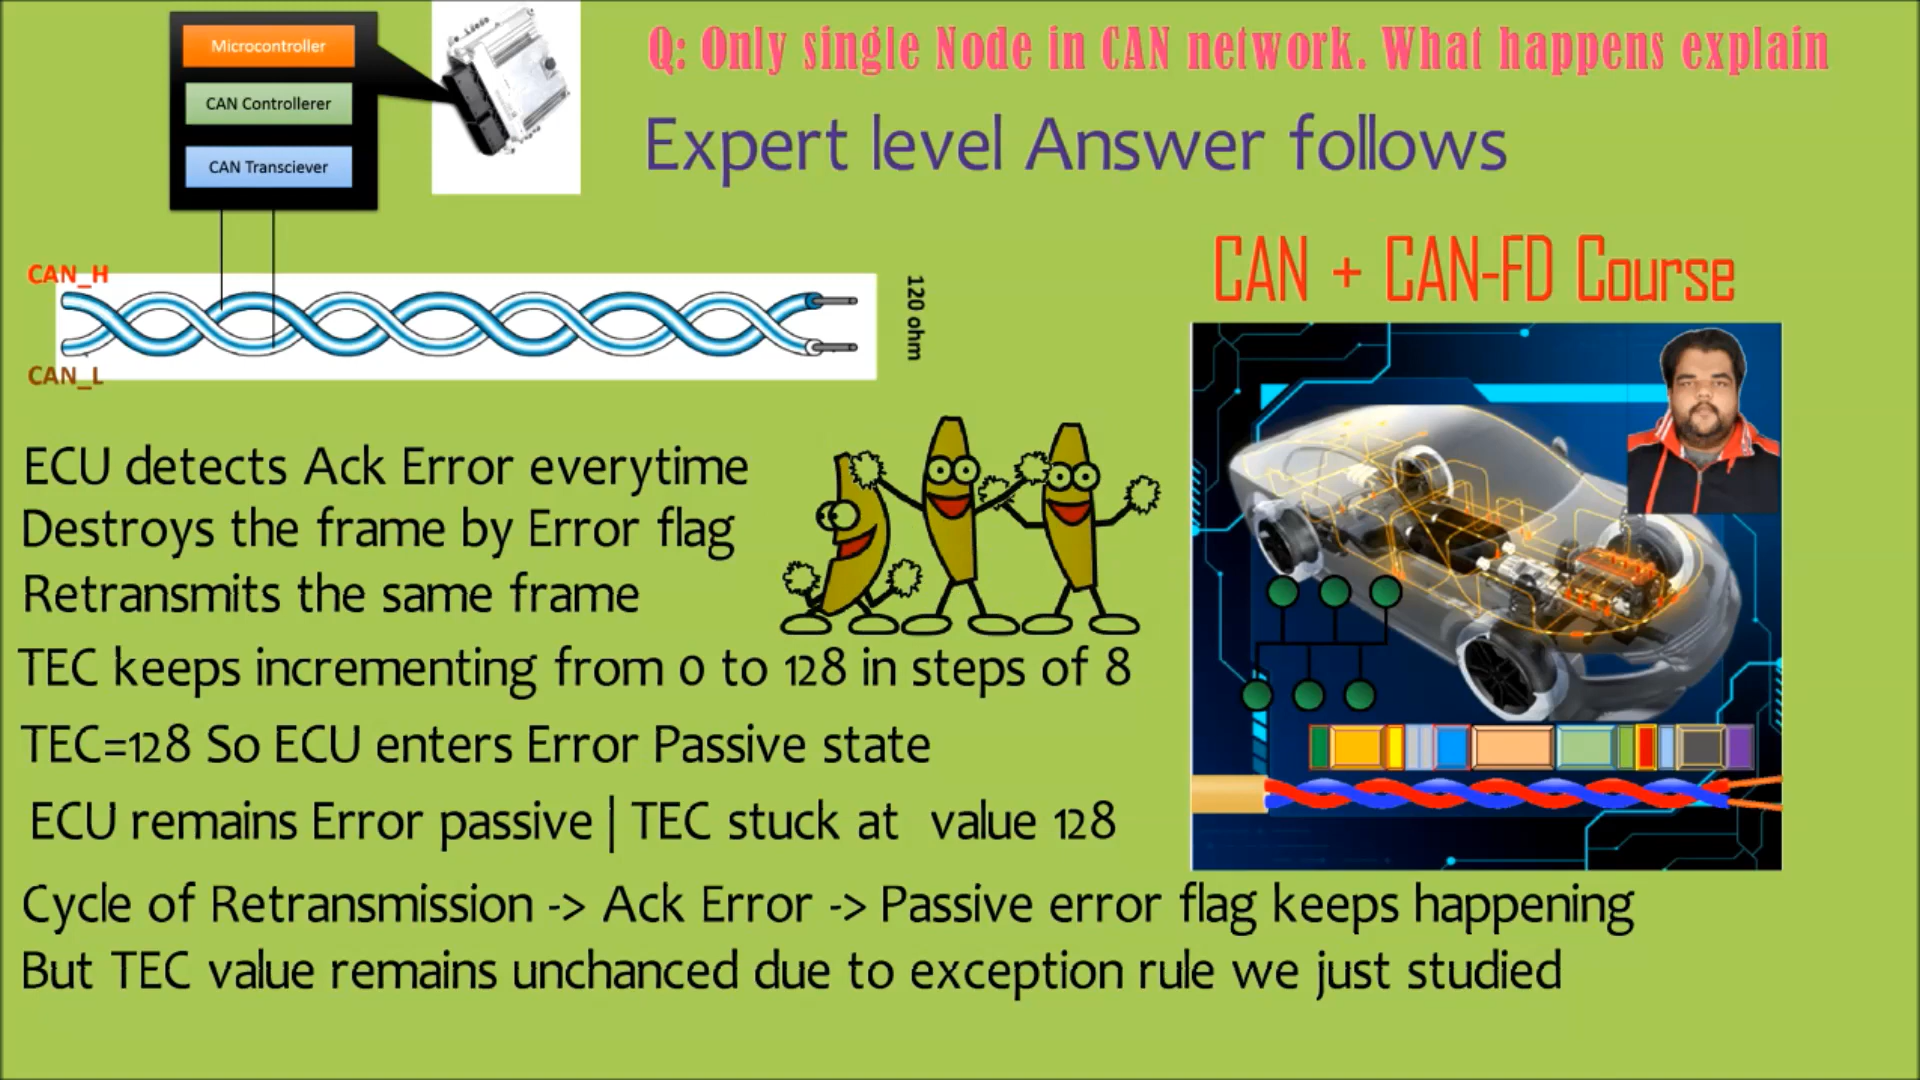 Microcontroller
CAN Controllerer
CAN Transciever
Q: Only single Node in CAN network. What happens explain
Expert level Answer follows
CAN_H
CAN_L
120 ohm
CAN + CAN-FD Course
ECU detects Ack Error everytime
Destroys the frame by Error flag
Retransmits the same frame
TEC keeps incrementing from 0 to 128 in steps of 8
TEC=128 So ECU enters Error Passive state
ECU remains Error passive | TEC stuck at value 128
Cycle of Retransmission -> Ack Error -> Passive error flag keeps happening
But TEC value remains unchanced due to exception rule we just studied